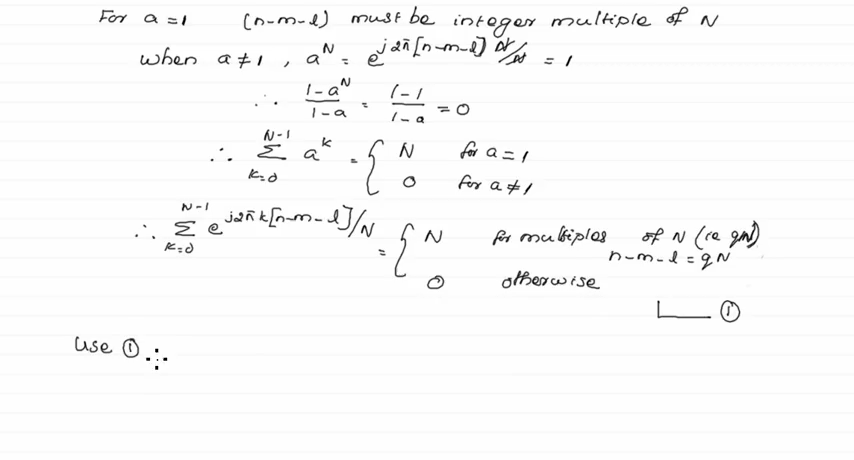 For a = 1 (n-m-l) must be integer multiple of N
when a ≠ 1, a^N = e^{j2π[n-m-l] N/N} = 1
∴ (1-a^N)/(1-a) = (1-1)/(1-a) = 0
∴ Σ_{k=0}^{N-1} a^k = { N for a = 1
0 for a ≠ 1
∴ Σ_{k=0}^{N-1} e^{j2πk[n-m-l]/N} = { N for multiples of N (ie qN)
n-m-l = qN
0 otherwise
①
use ①